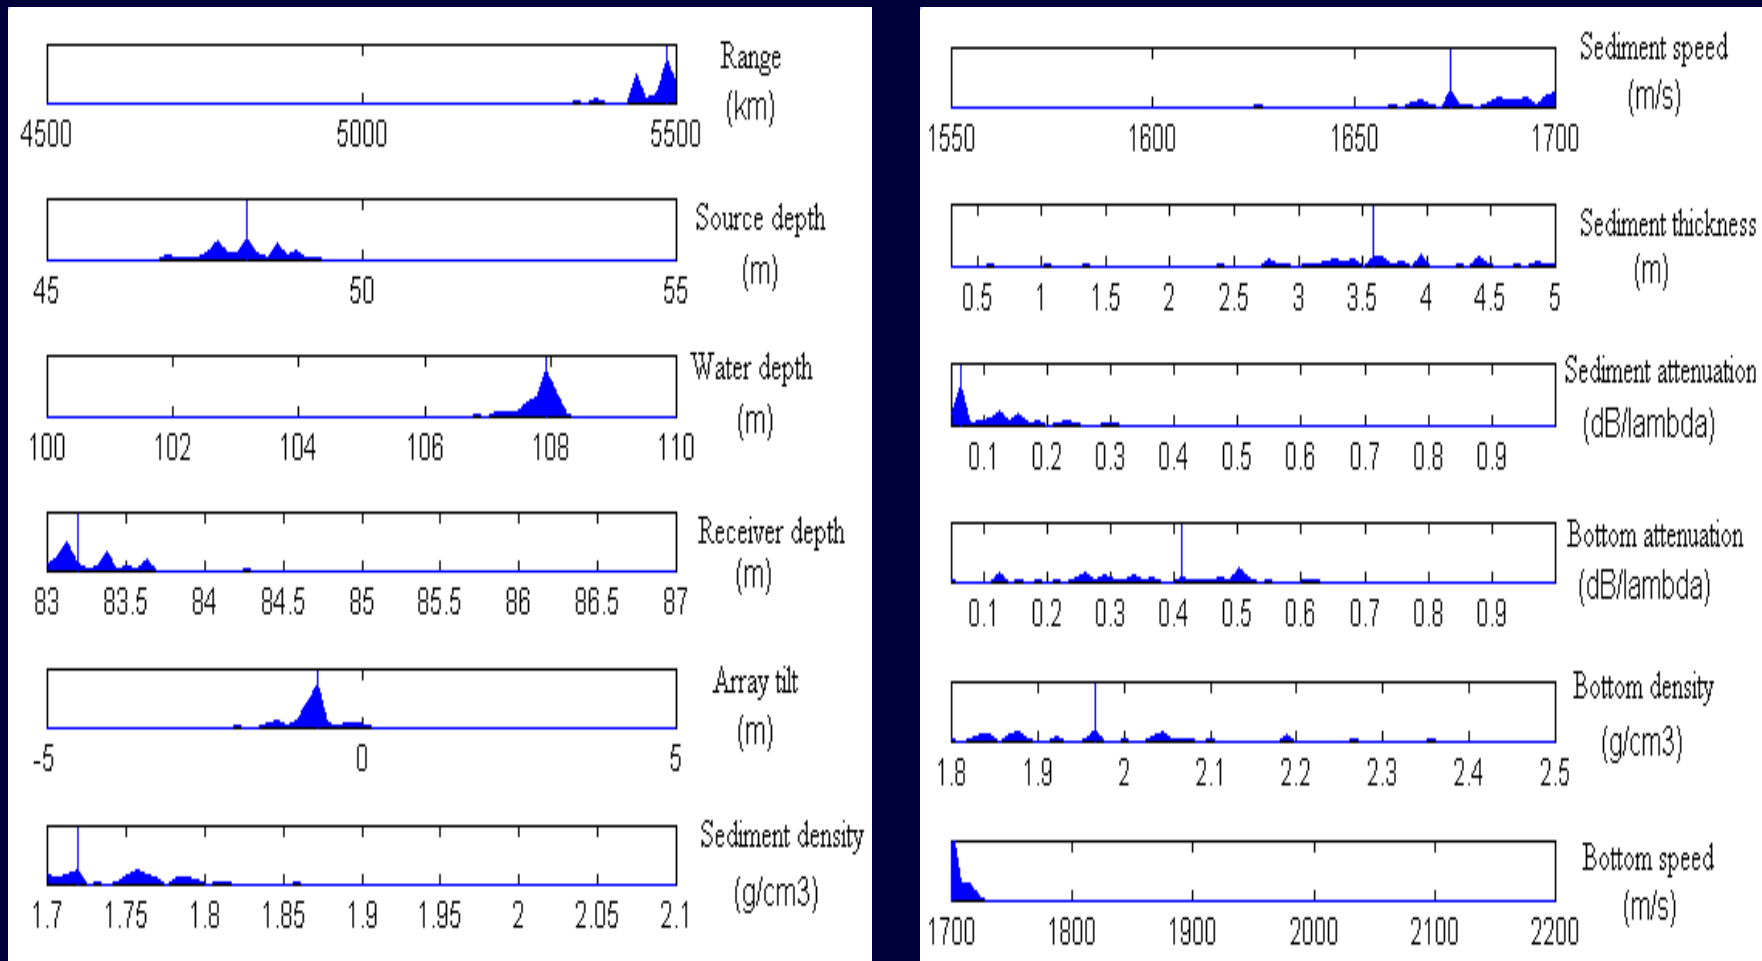 Range
(km)
4500 5000 5500
Source depth
(m)
45 50 55
Water depth
(m)
100 102 104 106 108 110
Receiver depth
(m)
83 83.5 84 84.5 85 85.5 86 86.5 87
Array tilt
(m)
-5 0 5
Sediment density
(g/cm3)
1.7 1.75 1.8 1.85 1.9 1.95 2 2.05 2.1
Sediment speed
(m/s)
1550 1600 1650 1700
Sediment thickness
(m)
0.5 1 1.5 2 2.5 3 3.5 4 4.5 5
Sediment attenuation
(dB/lambda)
0.1 0.2 0.3 0.4 0.5 0.6 0.7 0.8 0.9
Bottom attenuation
(dB/lambda)
0.1 0.2 0.3 0.4 0.5 0.6 0.7 0.8 0.9
Bottom density
(g/cm3)
1.8 1.9 2 2.1 2.2 2.3 2.4 2.5
Bottom speed
(m/s)
1700 1800 1900 2000 2100 2200